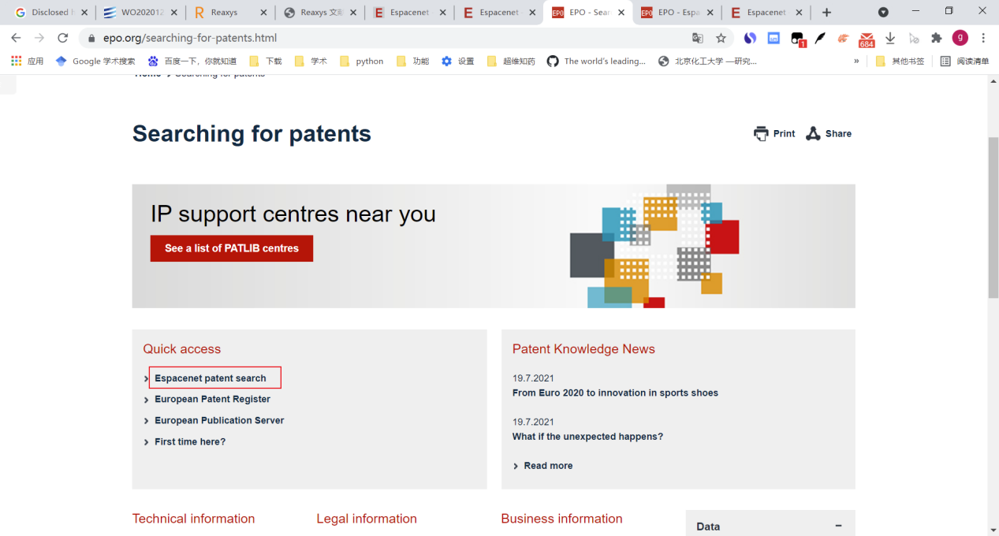 Disclosed h
WO202012
Reaxys
Reaxys 文献
Espacenet
Espacenet
EPO - Sear
EPO - Espa
Espacenet
epo.org/searching-for-patents.html
1
684
g
应用
Google 学术搜索
百度一下，你就知道
下载
学术
python
功能
设置
超维知药
The world's leading...
北京化工大学 —研究...
»
其他书签
阅读清单
Home > Searching for patents
Searching for patents
Print
Share
IP support centres near you
See a list of PATLIB centres
Quick access
Espacenet patent search
European Patent Register
European Publication Server
First time here?
Patent Knowledge News
19.7.2021
From Euro 2020 to innovation in sports shoes
19.7.2021
What if the unexpected happens?
Read more
Technical information
Legal information
Business information
Data